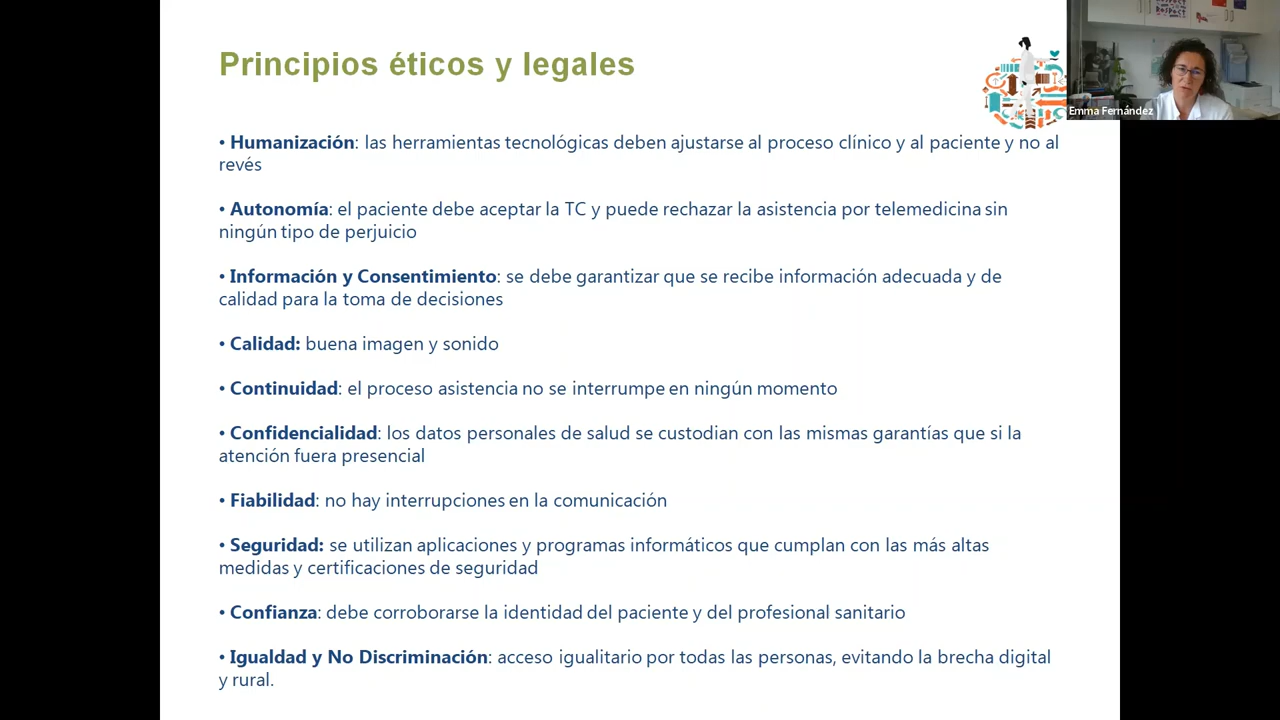 Principios éticos y legales
Emma Fernández
• Humanización: las herramientas tecnológicas deben ajustarse al proceso clínico y al paciente y no al
revés
• Autonomía: el paciente debe aceptar la TC y puede rechazar la asistencia por telemedicina sin
ningún tipo de perjuicio
• Información y Consentimiento: se debe garantizar que se recibe información adecuada y de
calidad para la toma de decisiones
• Calidad: buena imagen y sonido
• Continuidad: el proceso asistencia no se interrumpe en ningún momento
• Confidencialidad: los datos personales de salud se custodian con las mismas garantías que si la
atención fuera presencial
• Fiabilidad: no hay interrupciones en la comunicación
• Seguridad: se utilizan aplicaciones y programas informáticos que cumplan con las más altas
medidas y certificaciones de seguridad
• Confianza: debe corroborarse la identidad del paciente y del profesional sanitario
• Igualdad y No Discriminación: acceso igualitario por todas las personas, evitando la brecha digital
y rural.